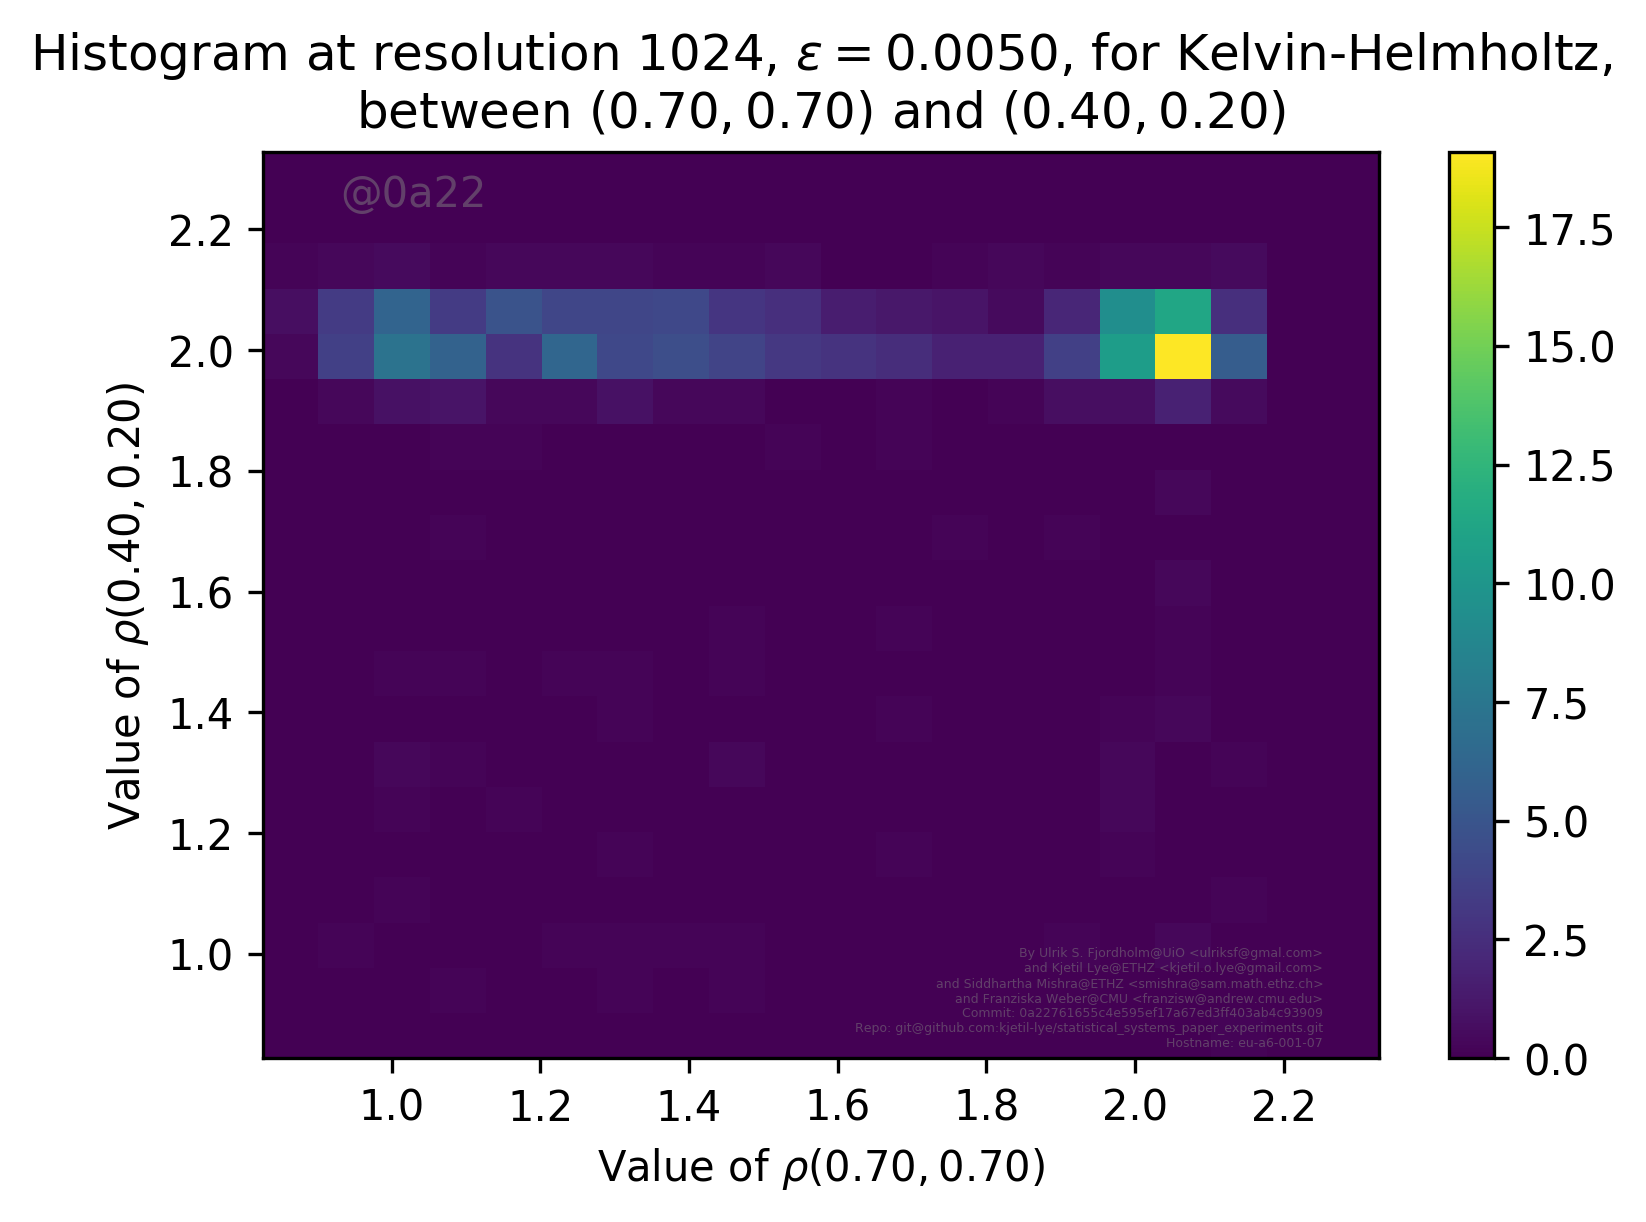 Histogram at resolution 1024, ε = 0.0050, for Kelvin-Helmholtz,
between (0.70, 0.70) and (0.40, 0.20)
@0a22
Value of ρ(0.40, 0.20)
2.2
2.0
1.8
1.6
1.4
1.2
1.0
1.0 1.2 1.4 1.6 1.8 2.0 2.2
Value of ρ(0.70, 0.70)
17.5
15.0
12.5
10.0
7.5
5.0
2.5
0.0
By Ulrik S. Fjordholm@UiO <ulriksf@gmal.com>
and Kjetil Lye@ETHZ <kjetil.o.lye@gmail.com>
and Siddhartha Mishra@ETHZ <smishra@sam.math.ethz.ch>
and Franziska Weber@CMU <franzisw@andrew.cmu.edu>
Commit: 0a22761655c4e595ef17a67ed3ff403ab4c93909
Repo: git@github.com:kjetil-lye/statistical_systems_paper_experiments.git
Hostname: eu-a6-001-07